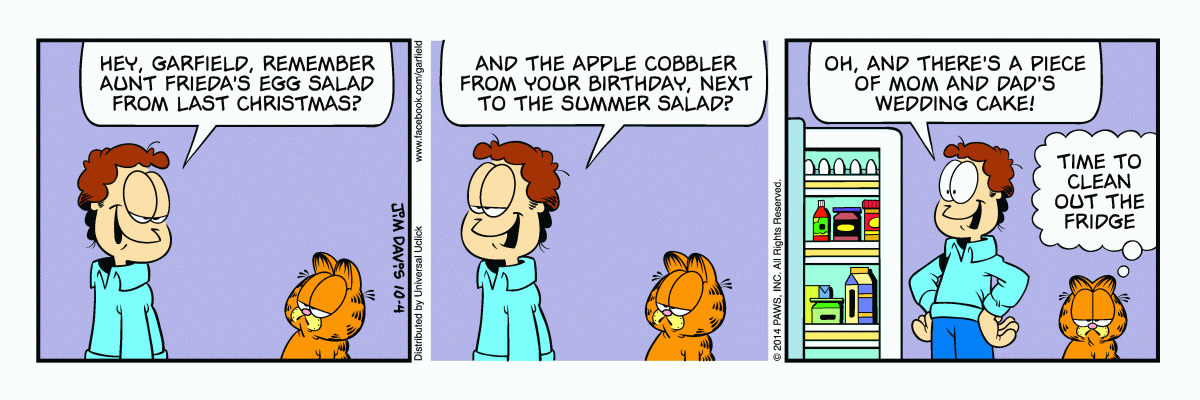 HEY, GARFIELD, REMEMBER
AUNT FRIEDA'S EGG SALAD
FROM LAST CHRISTMAS?
JIM DAVIS 10-4
www.facebook.com/garfield
Distributed by Universal Uclick
AND THE APPLE COBBLER
FROM YOUR BIRTHDAY, NEXT
TO THE SUMMER SALAD?
© 2014 PAWS, INC. All Rights Reserved.
OH, AND THERE'S A PIECE
OF MOM AND DAD'S
WEDDING CAKE!
TIME TO
CLEAN
OUT THE
FRIDGE